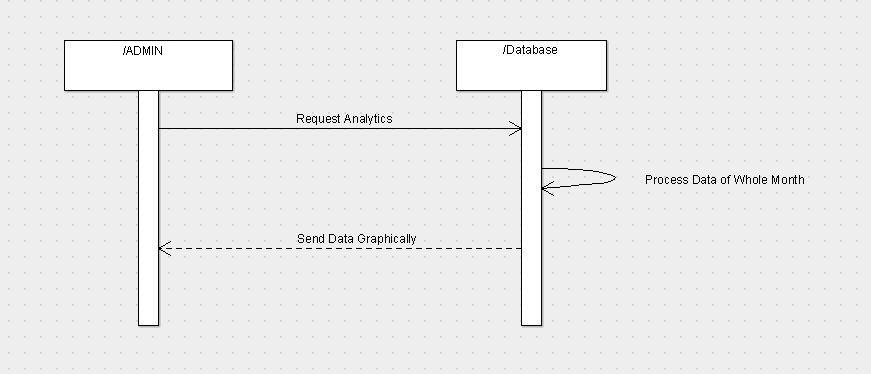 /ADMIN
/Database
Request Analytics
Process Data of Whole Month
Send Data Graphically